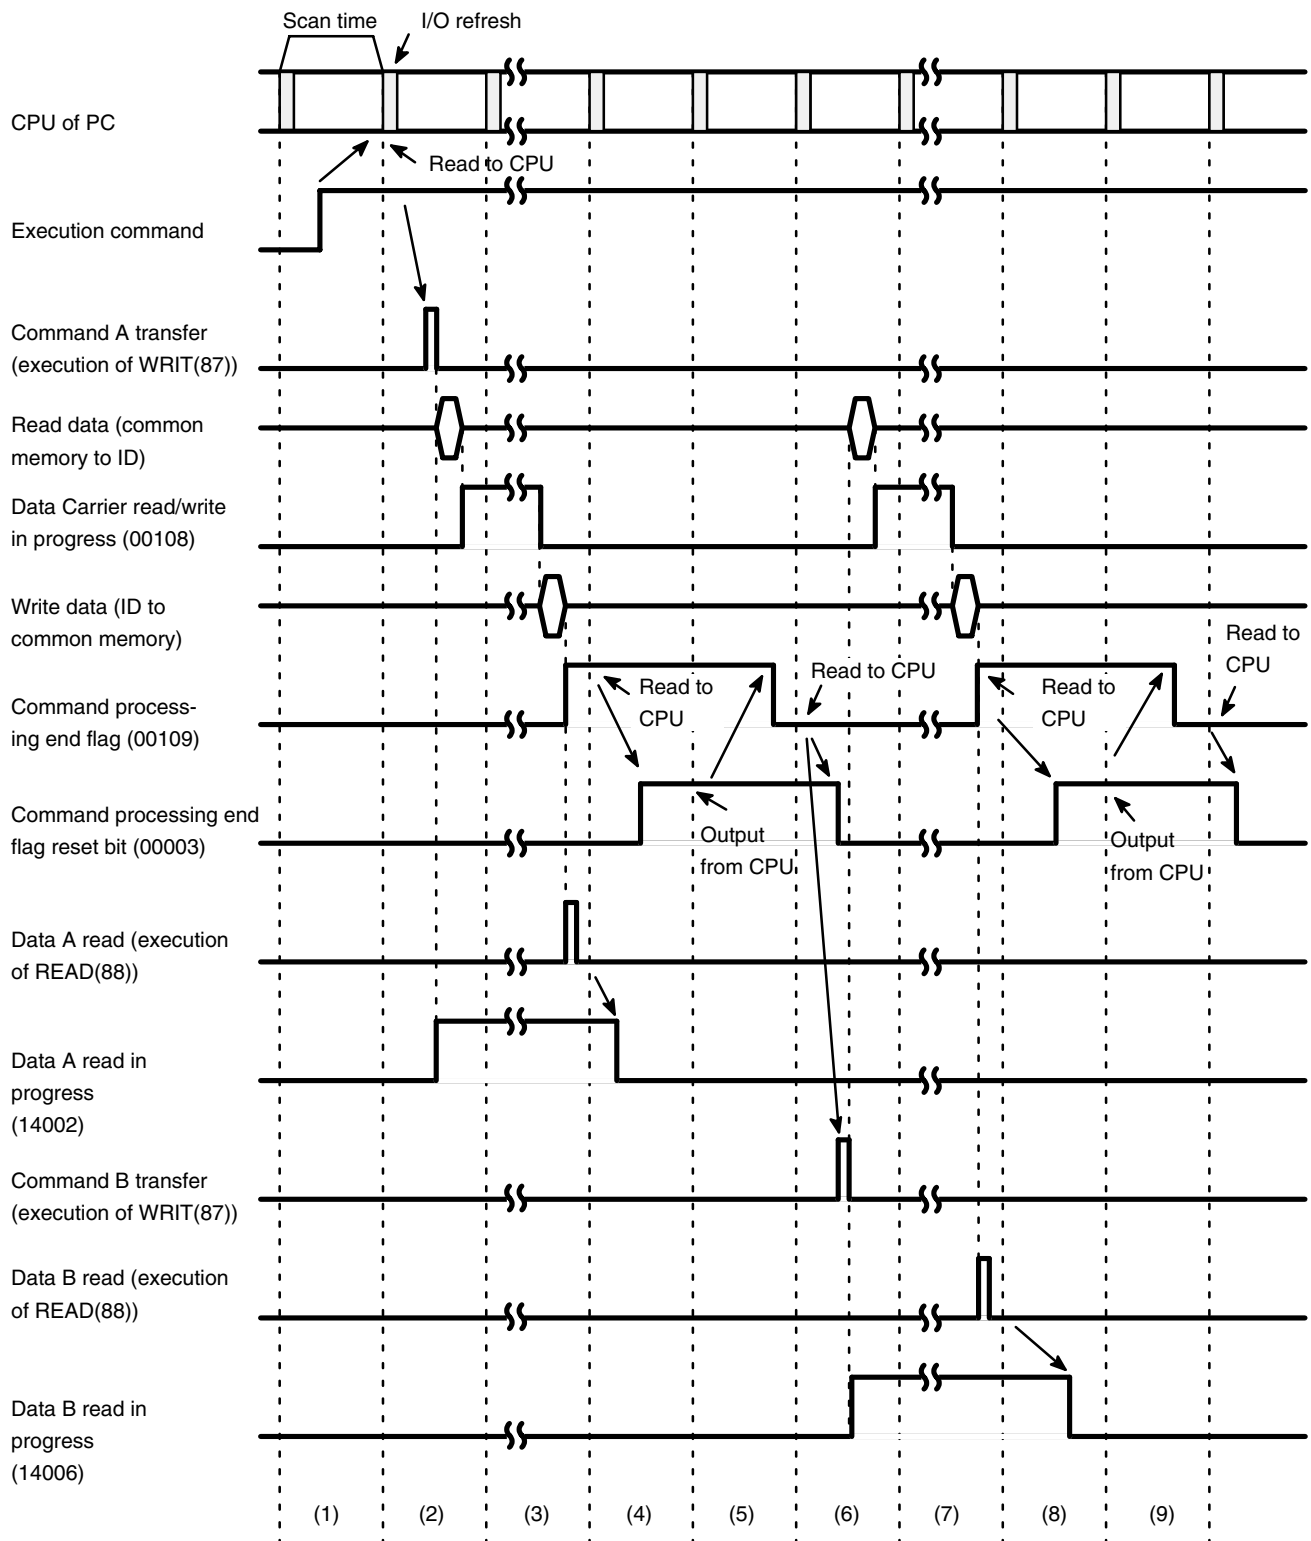 Scan time
I/O refresh
CPU of PC
Read to CPU
Execution command
Command A transfer
(execution of WRIT(87))
Read data (common
memory to ID)
Data Carrier read/write
in progress (00108)
Write data (ID to
common memory)
Read to
CPU
Read to CPU
Read to
CPU
Read to
CPU
Command process-
ing end flag (00109)
Command processing end
flag reset bit (00003)
Output
from CPU
Output
from CPU
Data A read (execution
of READ(88))
Data A read in
progress
(14002)
Command B transfer
(execution of WRIT(87))
Data B read (execution
of READ(88))
Data B read in
progress
(14006)
(1) (2) (3) (4) (5) (6) (7) (8) (9)